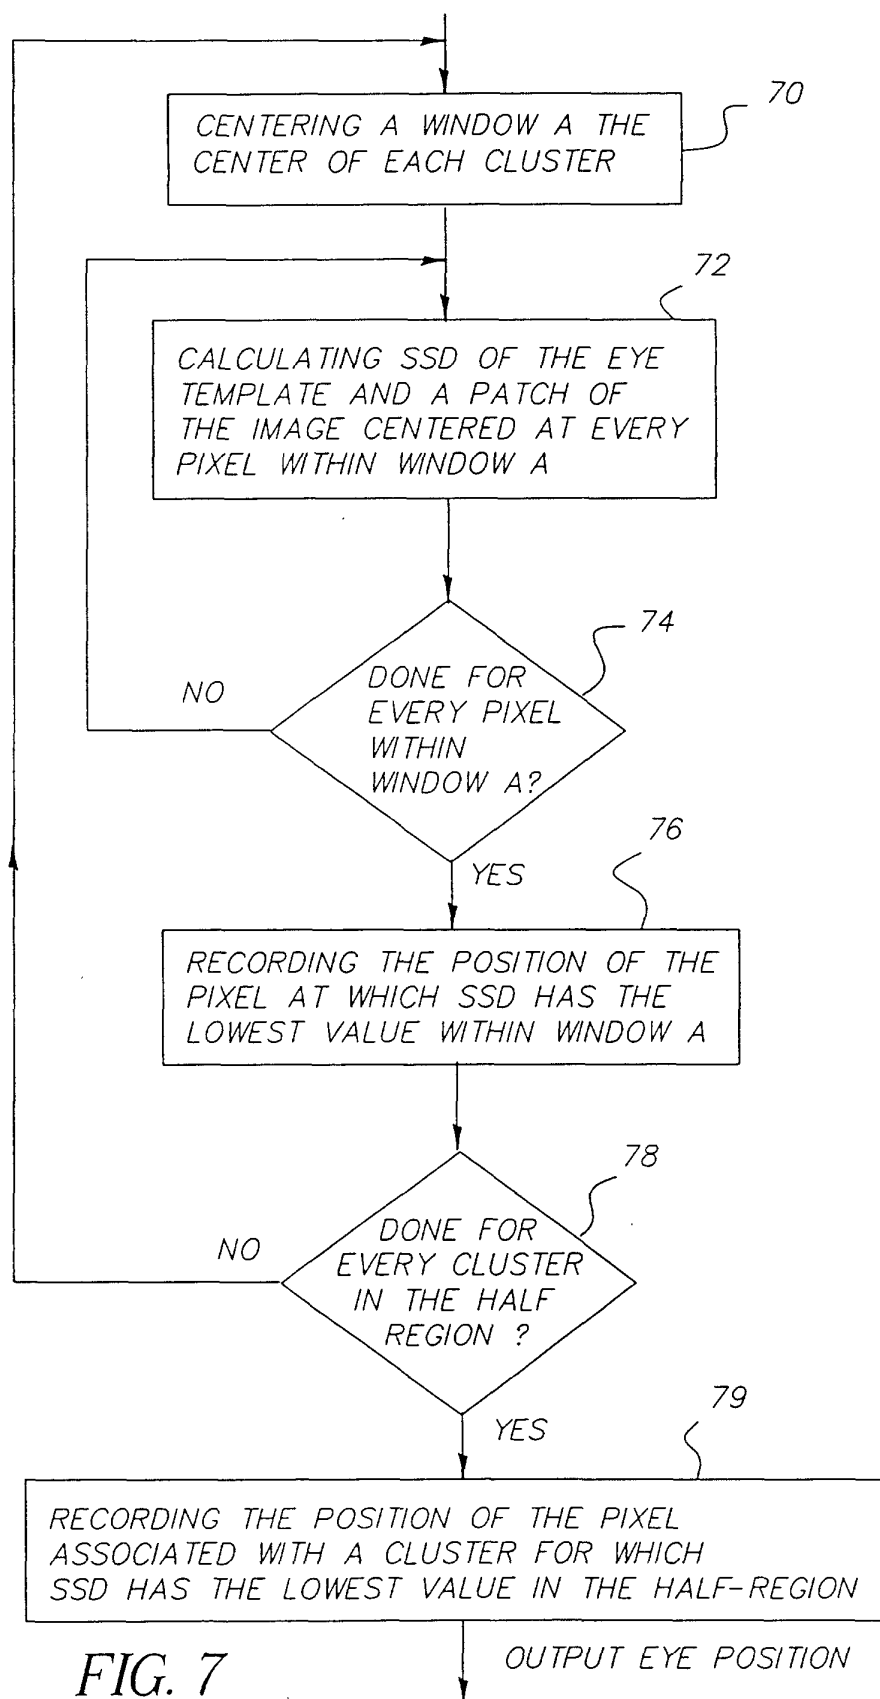 70
CENTERING A WINDOW A THE
CENTER OF EACH CLUSTER
72
CALCULATING SSD OF THE EYE
TEMPLATE AND A PATCH OF
THE IMAGE CENTERED AT EVERY
PIXEL WITHIN WINDOW A
74
DONE FOR
EVERY PIXEL
WITHIN
WINDOW A?
NO
YES
76
RECORDING THE POSITION OF THE
PIXEL AT WHICH SSD HAS THE
LOWEST VALUE WITHIN WINDOW A
78
DONE FOR
EVERY CLUSTER
IN THE HALF
REGION ?
NO
YES
79
RECORDING THE POSITION OF THE PIXEL
ASSOCIATED WITH A CLUSTER FOR WHICH
SSD HAS THE LOWEST VALUE IN THE HALF-REGION
OUTPUT EYE POSITION
FIG. 7